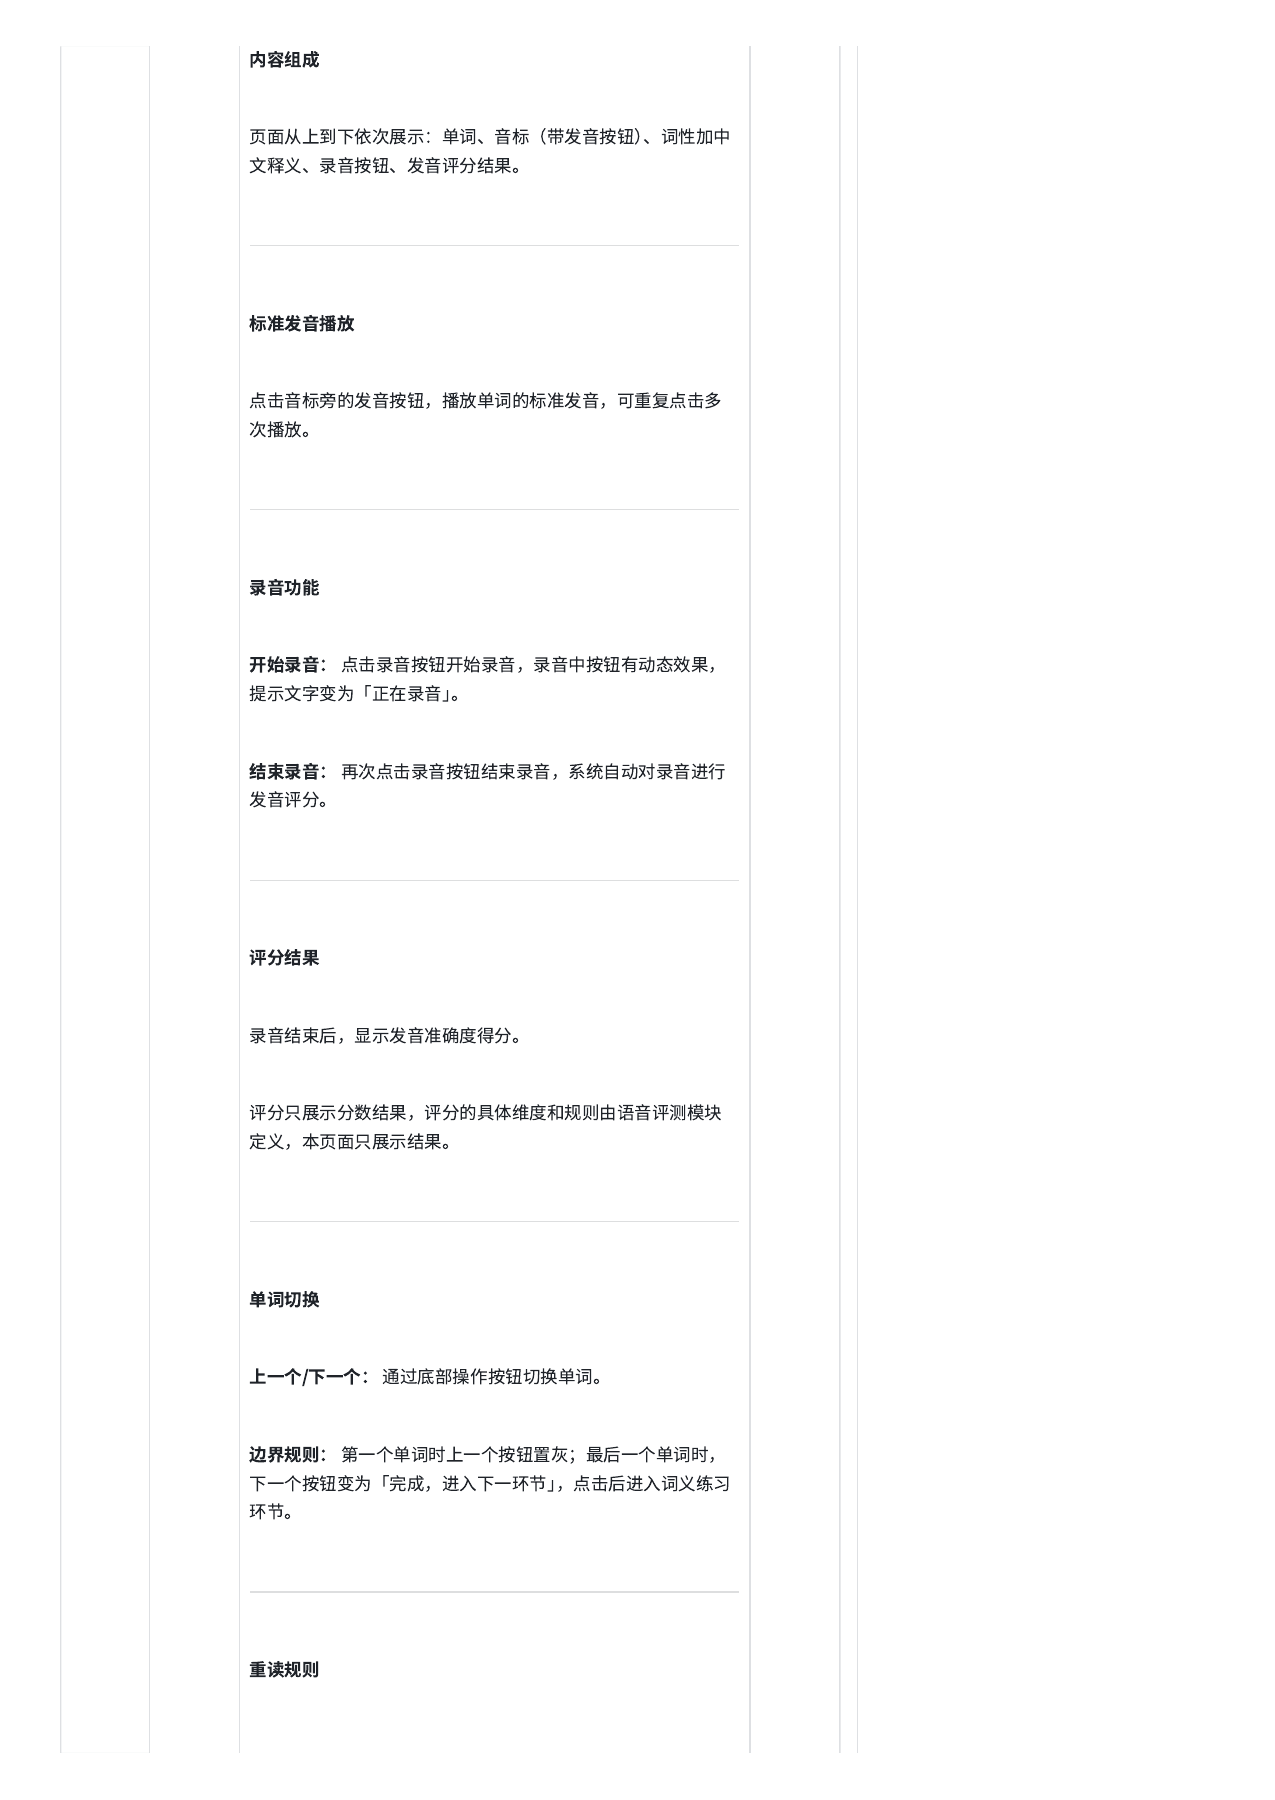 内容组成
页面从上到下依次展示：单词、音标（带发音按钮）、词性加中
文释义、录音按钮、发音评分结果。
标准发音播放
点击音标旁的发音按钮，播放单词的标准发音，可重复点击多
次播放。
录音功能
开始录音： 点击录音按钮开始录音，录音中按钮有动态效果，
提示文字变为「正在录音」。
结束录音： 再次点击录音按钮结束录音，系统自动对录音进行
发音评分。
评分结果
录音结束后，显示发音准确度得分。
评分只展示分数结果，评分的具体维度和规则由语音评测模块
定义，本页面只展示结果。
单词切换
上一个/下一个： 通过底部操作按钮切换单词。
边界规则： 第一个单词时上一个按钮置灰；最后一个单词时，
下一个按钮变为「完成，进入下一环节」，点击后进入词义练习
环节。
重读规则